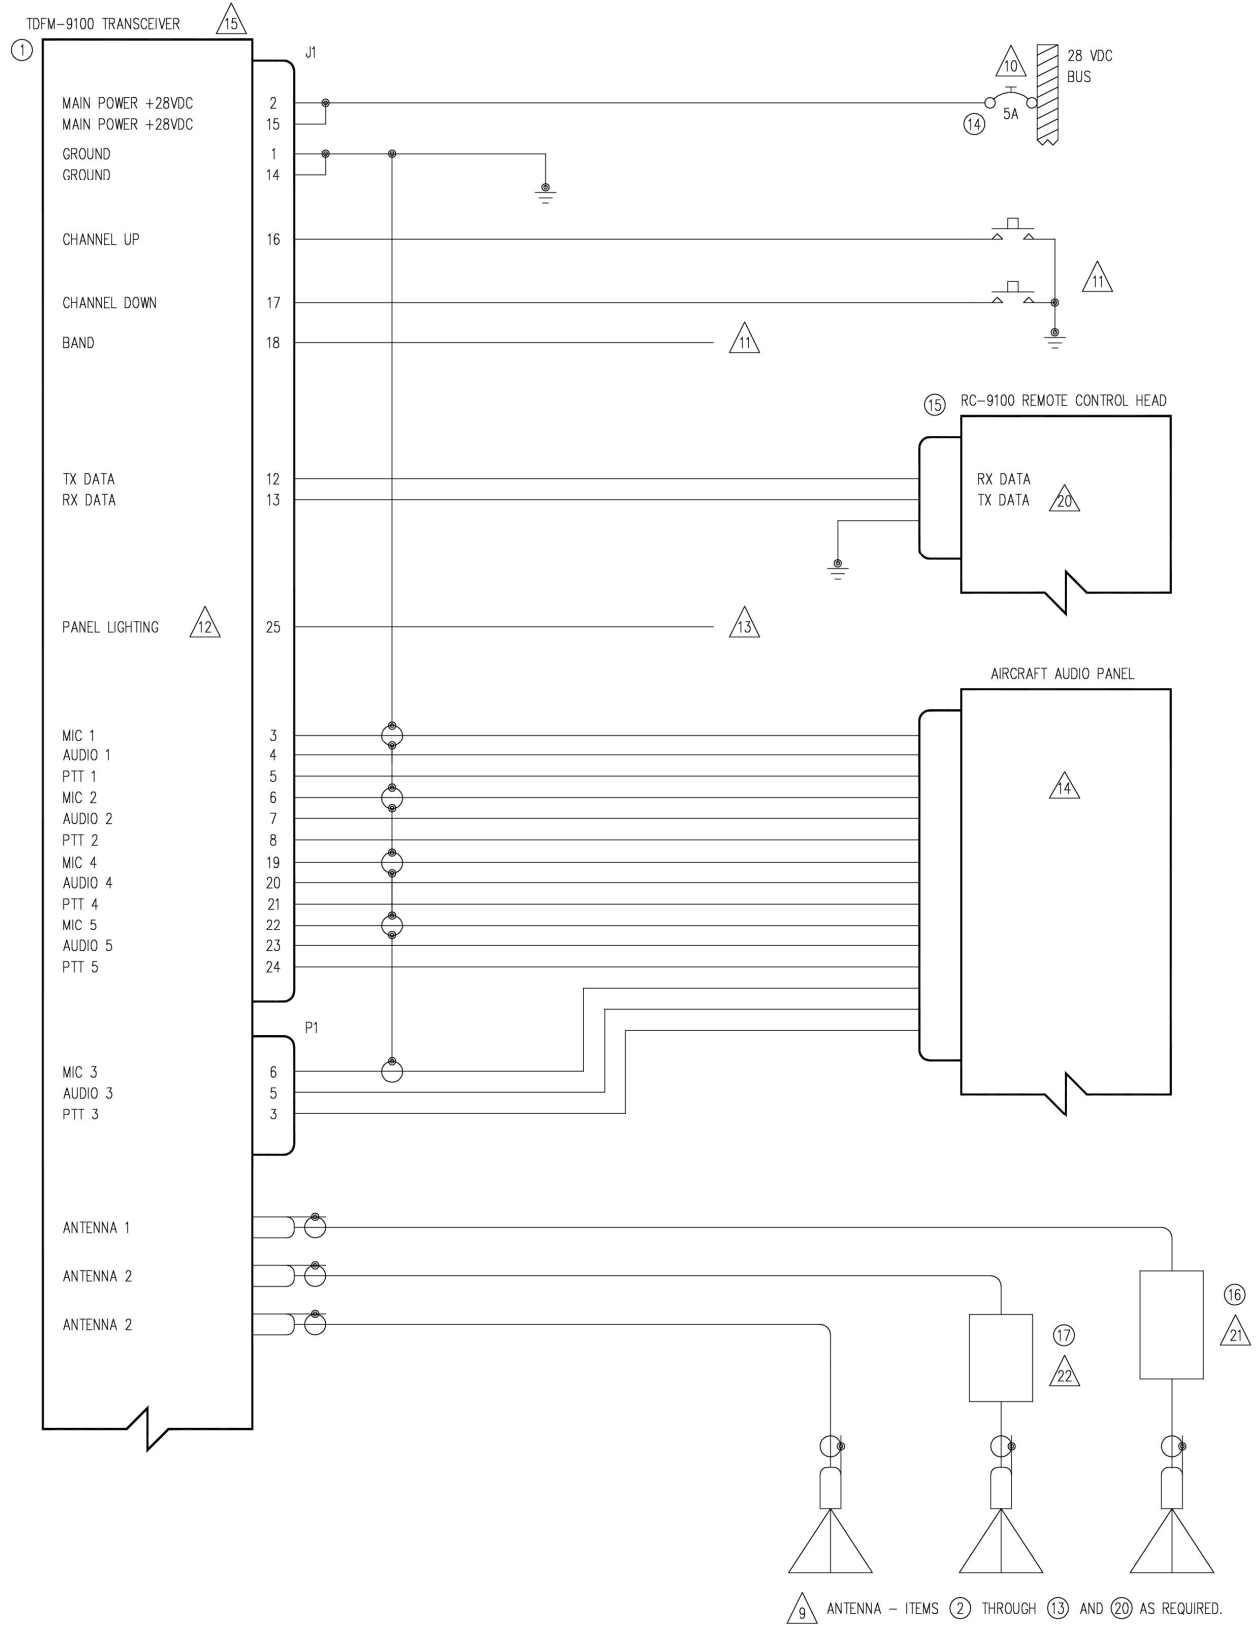 TDFM-9100 TRANSCEIVER 15
1
J1
10
28 VDC
BUS
MAIN POWER +28VDC 2
5A
14
MAIN POWER +28VDC 15
GROUND 1
GROUND 14
CHANNEL UP 16
11
CHANNEL DOWN 17
BAND 18 11
15 RC-9100 REMOTE CONTROL HEAD
TX DATA 12 RX DATA
RX DATA 13 TX DATA 20
PANEL LIGHTING 12 25 13
AIRCRAFT AUDIO PANEL
MIC 1 3
AUDIO 1 4
PTT 1 5
14
MIC 2 6
AUDIO 2 7
PTT 2 8
MIC 4 19
AUDIO 4 20
PTT 4 21
MIC 5 22
AUDIO 5 23
PTT 5 24
P1
MIC 3 6
AUDIO 3 5
PTT 3 3
ANTENNA 1
ANTENNA 2
16
ANTENNA 2
17
21
22
9 ANTENNA - ITEMS 2 THROUGH 13 AND 20 AS REQUIRED.